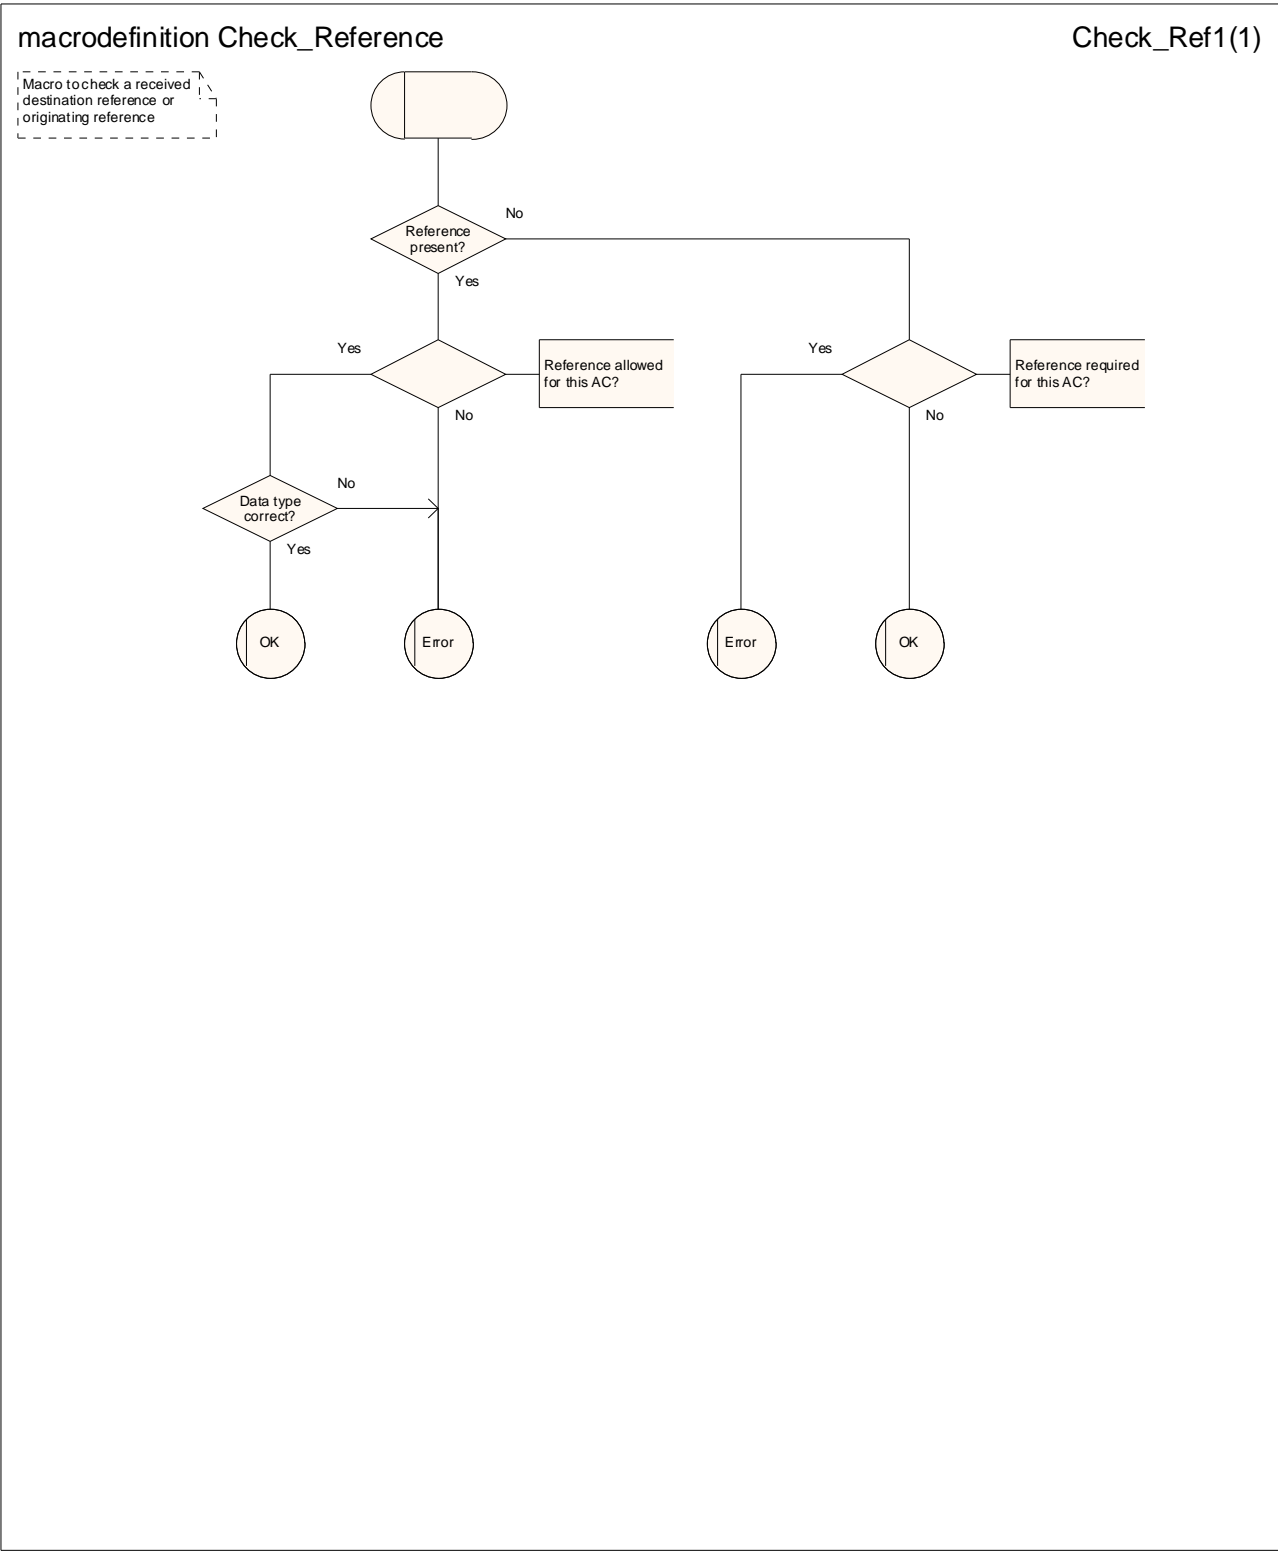 macrodefinition Check_Reference
Check_Ref1(1)
Macro to check a received
destination reference or
originating reference
No
Reference
present?
Yes
Yes
Reference allowed
for this AC?
No
Yes
Reference required
for this AC?
No
No
Data type
correct?
Yes
OK
Error
Error
OK